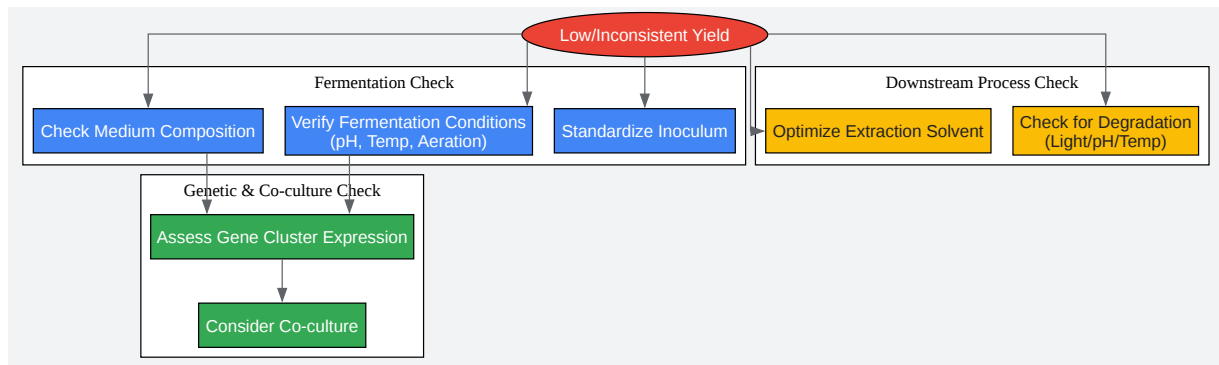 Low/Inconsistent Yield
Fermentation Check
Downstream Process Check
Check Medium Composition
Verify Fermentation Conditions
(pH, Temp, Aeration)
Standardize Inoculum
Optimize Extraction Solvent
Check for Degradation
(Light/pH/Temp)
Genetic & Co-culture Check
Assess Gene Cluster Expression
Consider Co-culture